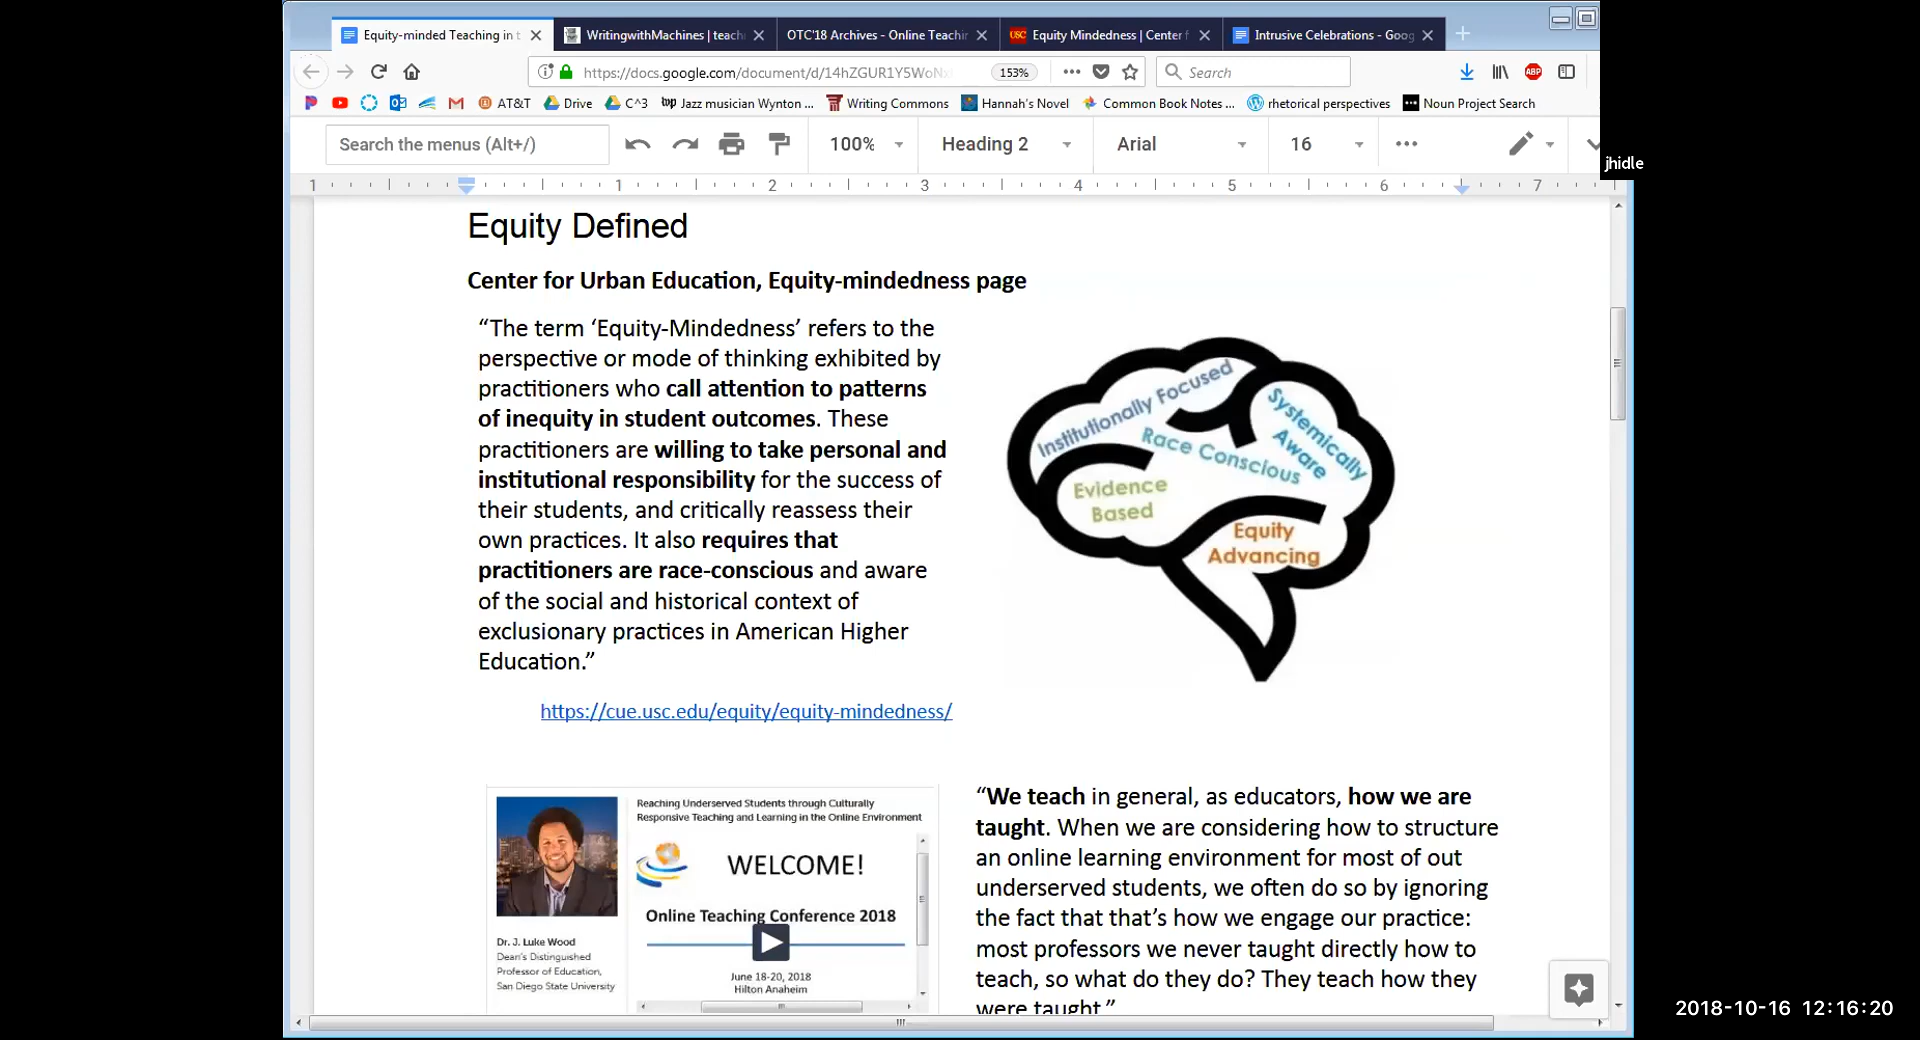 Equity-minded Teaching in t
WritingwithMachines | teach
OTC'18 Archives - Online Teachin
USC Equity Mindedness | Center f
Intrusive Celebrations - Goog
https://docs.google.com/document/d/14hZGUR1Y5WoNx
153%
Search
ABP
AT&T
Drive
C^3
wp Jazz musician Wynton ...
Writing Commons
Hannah's Novel
Common Book Notes ...
rhetorical perspectives
Noun Project Search
Search the menus (Alt+/)
100%
Heading 2
Arial
16
jhidle
1 1 2 3 4 5 6 7
Equity Defined
Center for Urban Education, Equity-mindedness page
“The term ‘Equity-Mindedness’ refers to the
perspective or mode of thinking exhibited by
practitioners who call attention to patterns
of inequity in student outcomes. These
practitioners are willing to take personal and
institutional responsibility for the success of
their students, and critically reassess their
own practices. It also requires that
practitioners are race-conscious and aware
of the social and historical context of
exclusionary practices in American Higher
Education.”
https://cue.usc.edu/equity/equity-mindedness/
Institutionally Focused
Systemically
Aware
Race Conscious
Evidence
Based
Equity
Advancing
Reaching Underserved Students through Culturally
Responsive Teaching and Learning in the Online Environment
WELCOME!
Online Teaching Conference 2018
June 18-20, 2018
Hilton Anaheim
Dr. J. Luke Wood
Dean's Distinguished
Professor of Education,
San Diego State University
“We teach in general, as educators, how we are
taught. When we are considering how to structure
an online learning environment for most of out
underserved students, we often do so by ignoring
the fact that that’s how we engage our practice:
most professors we never taught directly how to
teach, so what do they do? They teach how they
were taught.”
2018-10-16 12:16:20